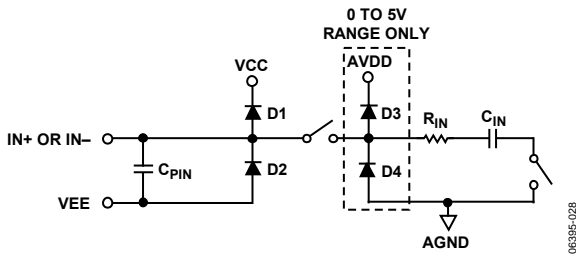 0 TO 5V
RANGE ONLY
VCC
AVDD
D1
D3
RIN
CIN
IN+ OR IN–
CPIN
D2
D4
VEE
AGND
06395-028